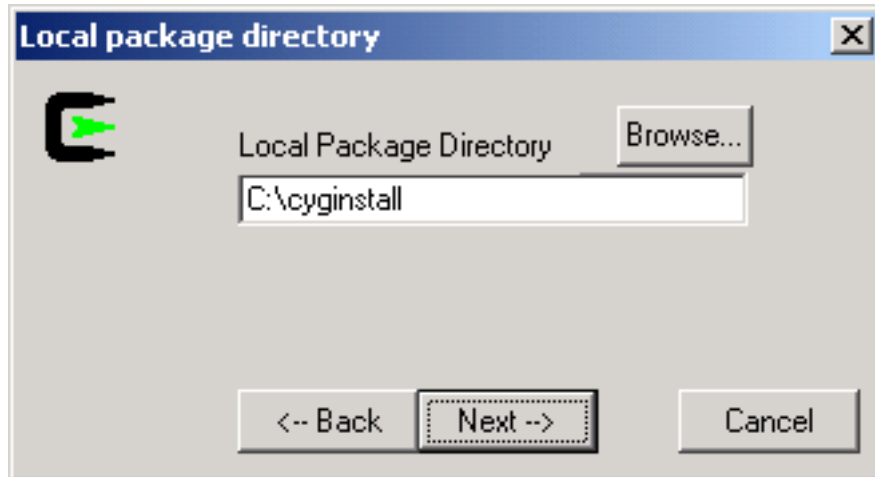 Local package directory
Local Package Directory
Browse...
C:\cyginstall
<-- Back
Next -->
Cancel